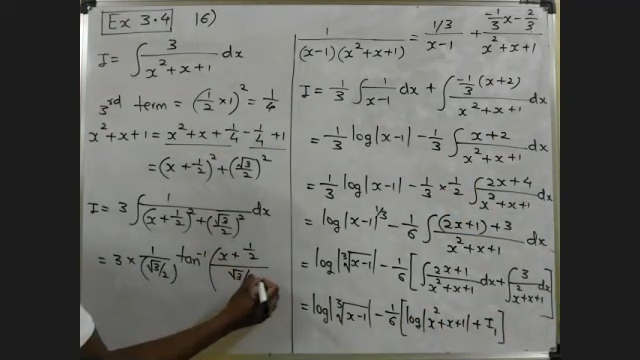 Ex 3.4 16)
I = ∫ 3/(x²+x+1) dx
3rd term = (1/2 × 1)² = 1/4
x²+x+1 = x²+x+1/4 - 1/4 +1
= (x+1/2)² + (√3/2)²
I = 3 ∫ 1/((x+1/2)² + (√3/2)²) dx
= 3 × 1/(√3/2) tan⁻¹ ((x+1/2)/(√3/
1/((x-1)(x²+x+1)) = (1/3)/(x-1) + (-1/3 x - 2/3)/(x²+x+1)
I = 1/3 ∫ 1/(x-1) dx + ∫ (-1/3 (x+2))/(x²+x+1) dx
= 1/3 log|x-1| - 1/3 ∫ (x+2)/(x²+x+1) dx
= 1/3 log|x-1| - 1/3 × 1/2 ∫ (2x+4)/(x²+x+1) dx
= log|x-1|^1/3 - 1/6 ∫ ((2x+1)+3)/(x²+x+1) dx
= log|∛(x-1)| - 1/6 [∫ (2x+1)/(x²+x+1) dx + ∫ 3/(x²+x+1) dx]
= log|∛(x-1)| - 1/6 [log|x²+x+1| + I₁]